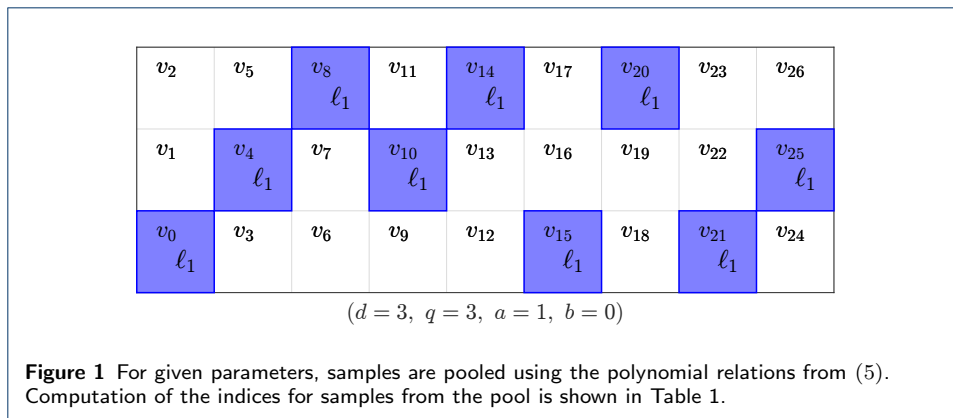 v₂ v₅ v₈ v₁₁ v₁₄ v₁₇ v₂₀ v₂₃ v₂₆
ℓ₁ ℓ₁ ℓ₁
v₁ v₄ v₇ v₁₀ v₁₃ v₁₆ v₁₉ v₂₂ v₂₅
ℓ₁ ℓ₁ ℓ₁
v₀ v₃ v₆ v₉ v₁₂ v₁₅ v₁₈ v₂₁ v₂₄
ℓ₁ ℓ₁ ℓ₁
(d = 3, q = 3, a = 1, b = 0)
Figure 1 For given parameters, samples are pooled using the polynomial relations from (5).
Computation of the indices for samples from the pool is shown in Table 1.